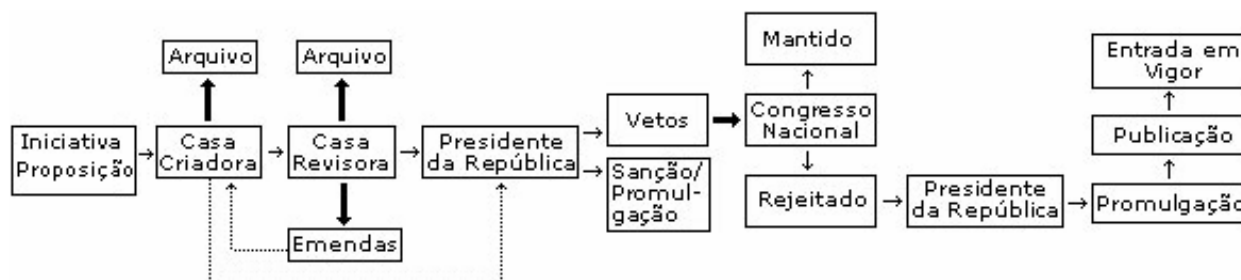 Arquivo
Arquivo
Mantido
Entrada em
Vigor
Iniciativa
Proposição
Casa
Criadora
Casa
Revisora
Presidente
da República
Vetos
Congresso
Nacional
Publicação
Sanção/
Promul-
gação
Rejeitado
Presidente
da República
Promulgação
Emendas